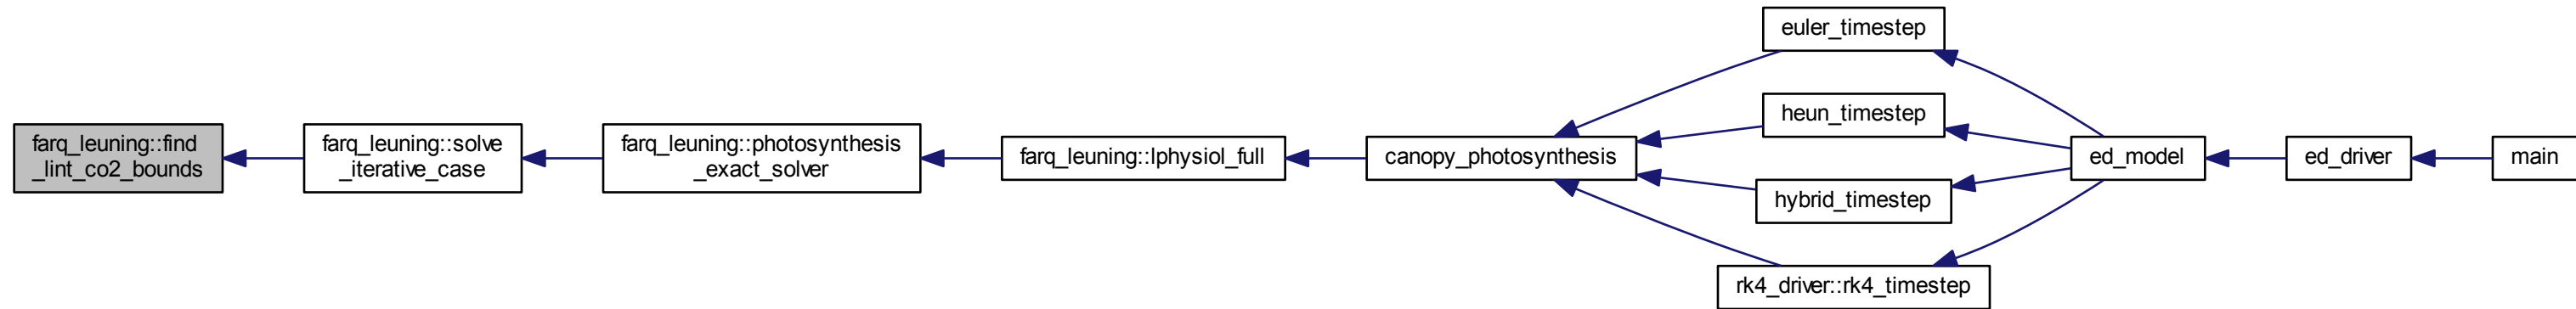 farq_leuning::find
_lint_co2_bounds
farq_leuning::solve
_iterative_case
farq_leuning::photosynthesis
_exact_solver
farq_leuning::lphysiol_full
canopy_photosynthesis
euler_timestep
heun_timestep
hybrid_timestep
rk4_driver::rk4_timestep
ed_model
ed_driver
main